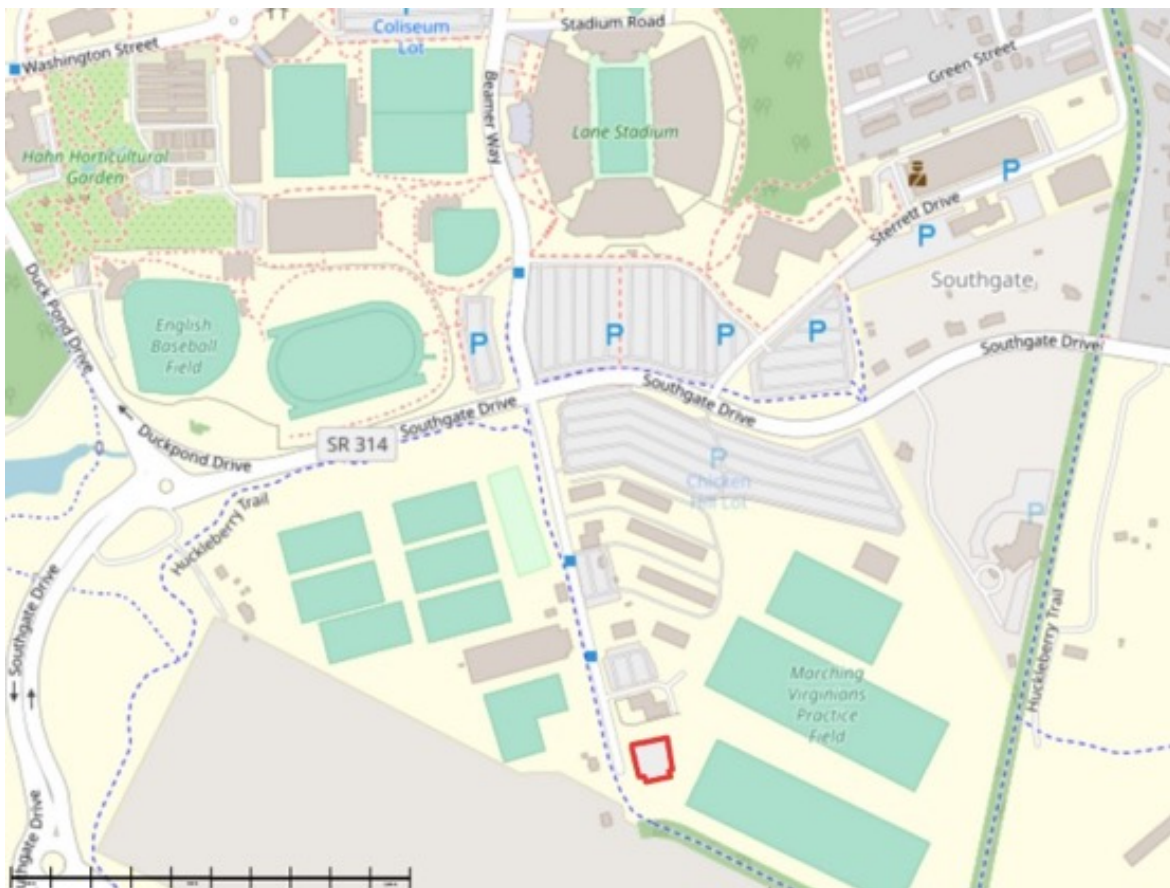 Stadium Road
Coliseum
Lot
Washington Street
Green Street
Beamer Way
Lane Stadium
Hahn Horticultural
Garden
P
Sterrett Drive
P
Southgate
Duck Pond Drive
English
Baseball
Field
P
P
P
P
Southgate Drive
Southgate Drive
Southgate Drive
SR 314
Duckpond Drive
P
Chicken
Hill Lot
Huckleberry Trail
P
Southgate Drive
Huckleberry Trail
Marching
Virginians
Practice
Field
uthgate Drive